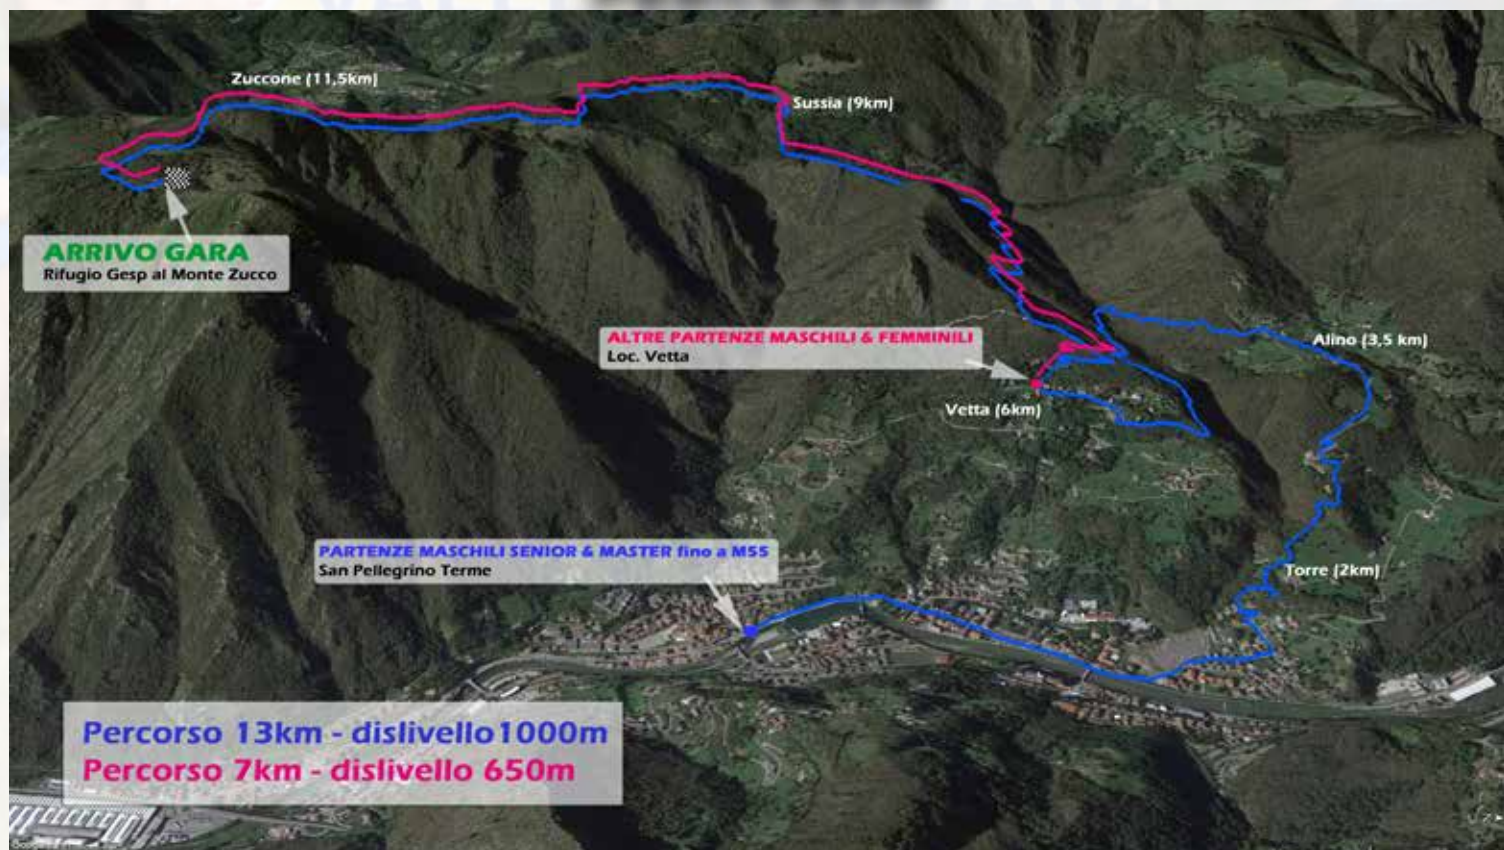 Zuccone (11,5km)
Sussia (9km)
ARRIVO GARA
Rifugio Gesp al Monte Zucco
ALTRE PARTENZE MASCHILI & FEMMINILI
Loc. Vetta
Alino (3,5 km)
Vetta (6km)
PARTENZE MASCHILI SENIOR & MASTER fino a M55
San Pellegrino Terme
Torre (2km)
Percorso 13km - dislivello1000m
Percorso 7km - dislivello 650m